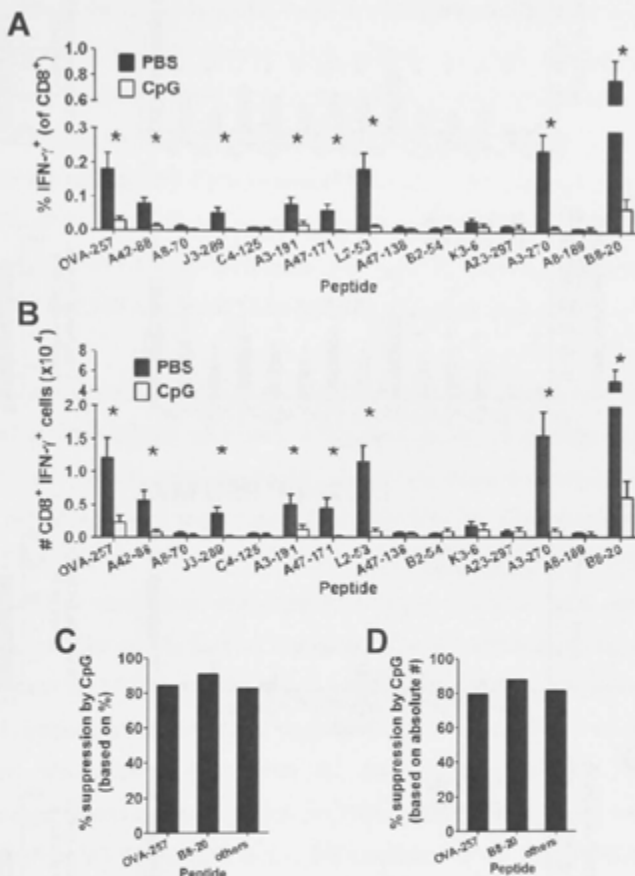 A
% IFN-γ⁺ (of CD8⁺)
1.0
0.8
0.6
0.3
0.2
0.1
0.0
PBS
CpG
* * * * * * * *
OVA-257 A42-88 A8-70 J3-289 C4-125 A3-191 A47-171 L2-53 A47-138 B2-54 K3-6 A23-297 A3-270 A8-189 B8-20
Peptide
B
# CD8⁺ IFN-γ⁺ cells (x10⁻⁴)
8
6
4
2.0
1.5
1.0
0.5
0.0
PBS
CpG
* * * * * * * *
OVA-257 A42-88 A8-70 J3-289 C4-125 A3-191 A47-171 L2-53 A47-138 B2-54 K3-6 A23-297 A3-270 A8-189 B8-20
Peptide
C
% suppression by CpG
(based on %)
100
80
60
40
20
0
OVA-257 B8-20 others
Peptide
D
% suppression by CpG
(based on absolute #)
100
80
60
40
20
0
OVA-257 B8-20 others
Peptide